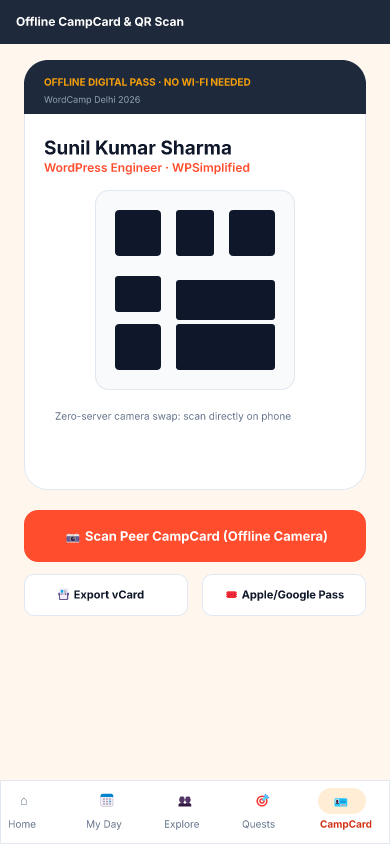 Offline CampCard & QR Scan
OFFLINE DIGITAL PASS · NO WI-FI NEEDED
WordCamp Delhi 2026
Sunil Kumar Sharma
WordPress Engineer · WPSimplified
Zero-server camera swap: scan directly on phone
Scan Peer CampCard (Offline Camera)
Export vCard
Apple/Google Pass
Home
My Day
Explore
Quests
CampCard